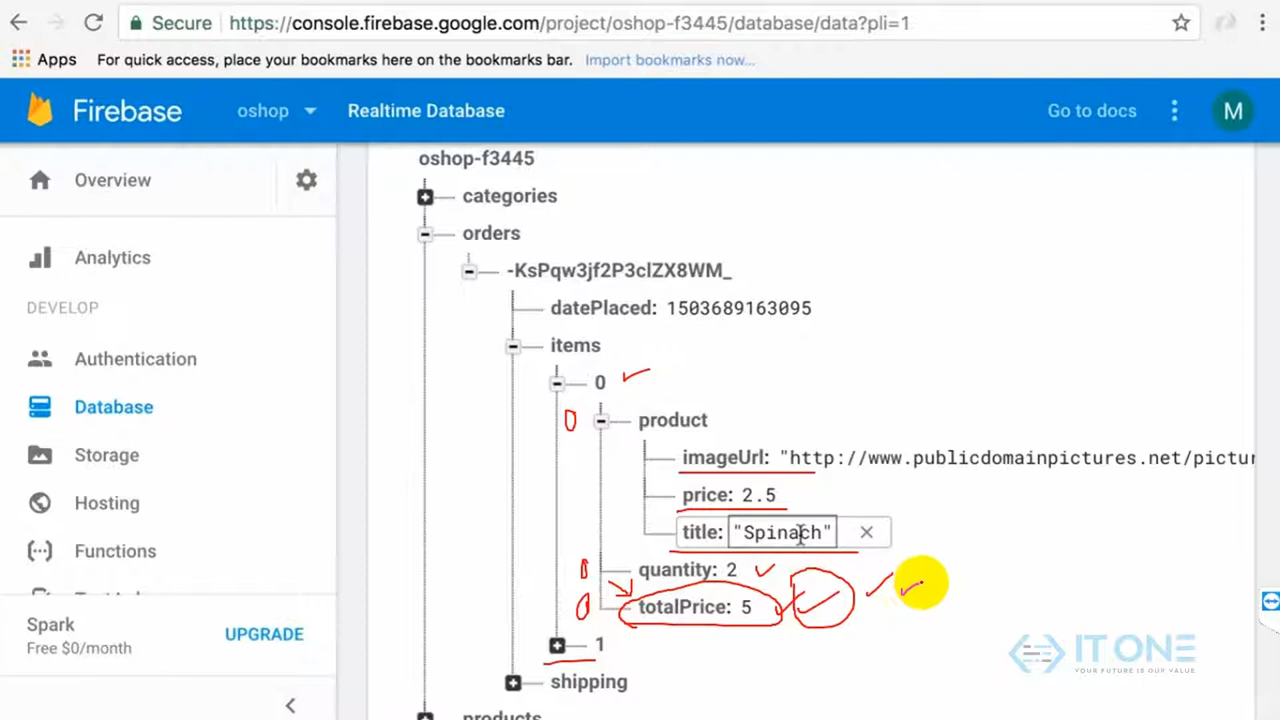 Secure https://console.firebase.google.com/project/oshop-f3445/database/data?pli=1
Apps For quick access, place your bookmarks here on the bookmarks bar. Import bookmarks now...
Firebase oshop Realtime Database Go to docs M
Overview
Analytics
DEVELOP
Authentication
Database
Storage
Hosting
Functions
Spark
Free $0/month
UPGRADE
oshop-f3445
categories
orders
-KsPqw3jf2P3clZX8WM_
datePlaced: 1503689163095
items
0
product
imageUrl: "http://www.publicdomainpictures.net/pictur
price: 2.5
title: "Spinach"
quantity: 2
totalPrice: 5
1
shipping
products
IT ONE
YOUR FUTURE IS OUR VALUE